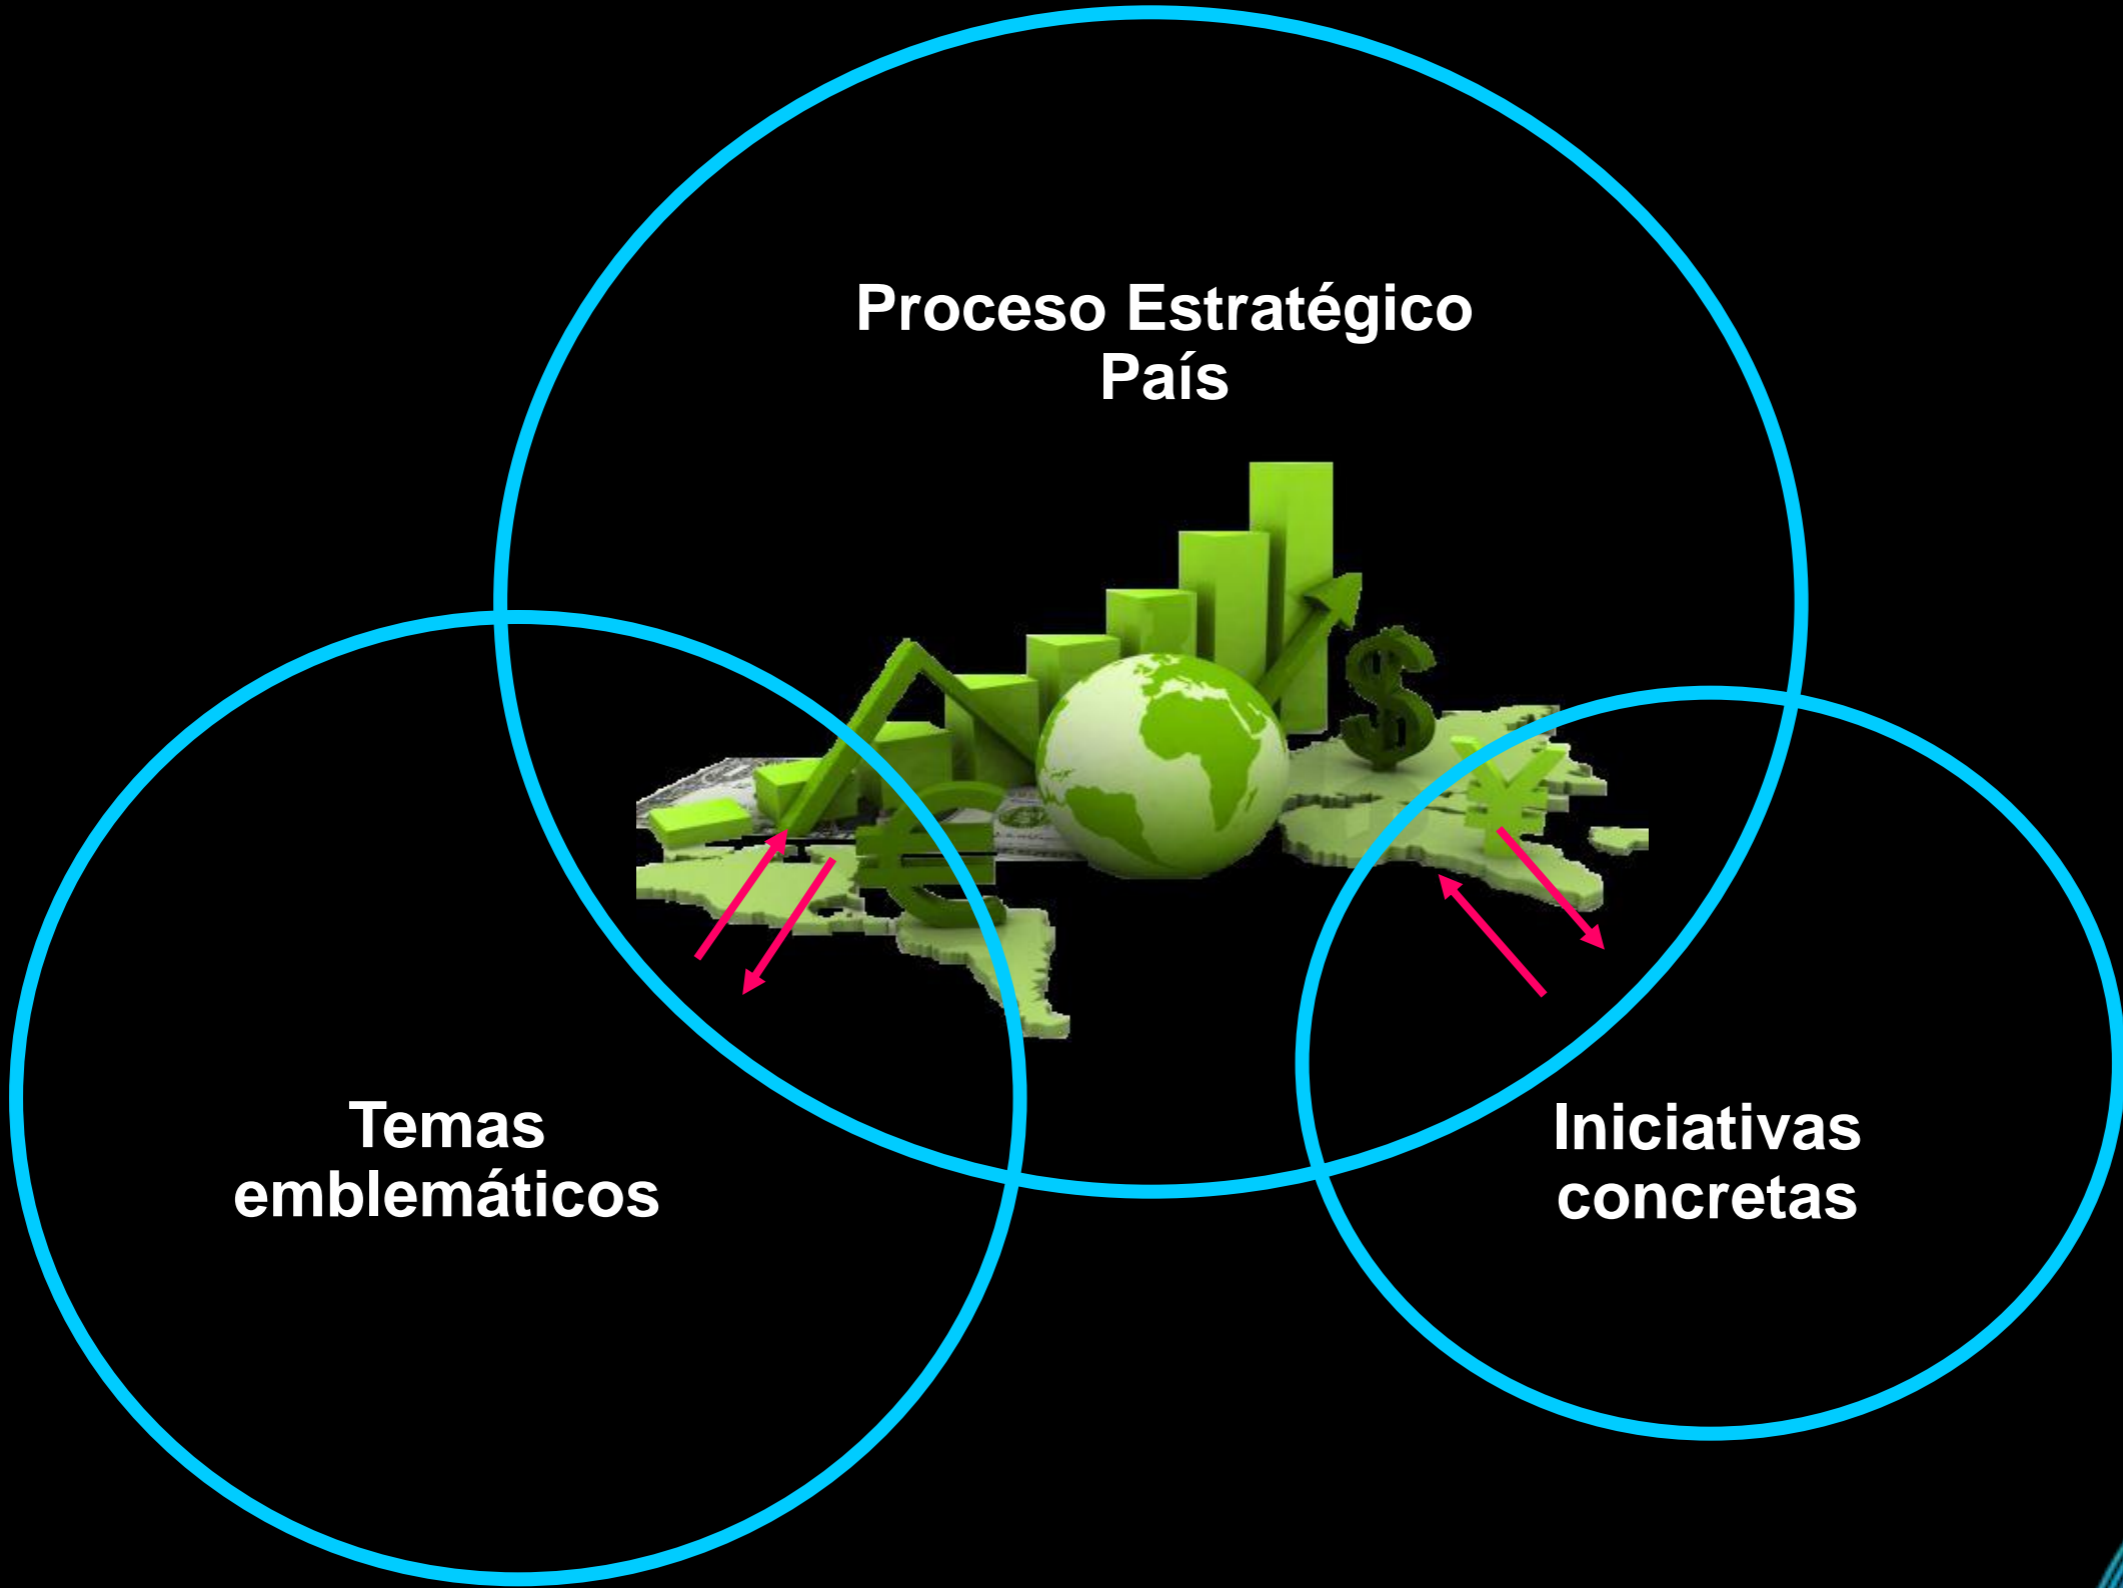 Proceso Estratégico
País
Temas
emblemáticos
Iniciativas
concretas